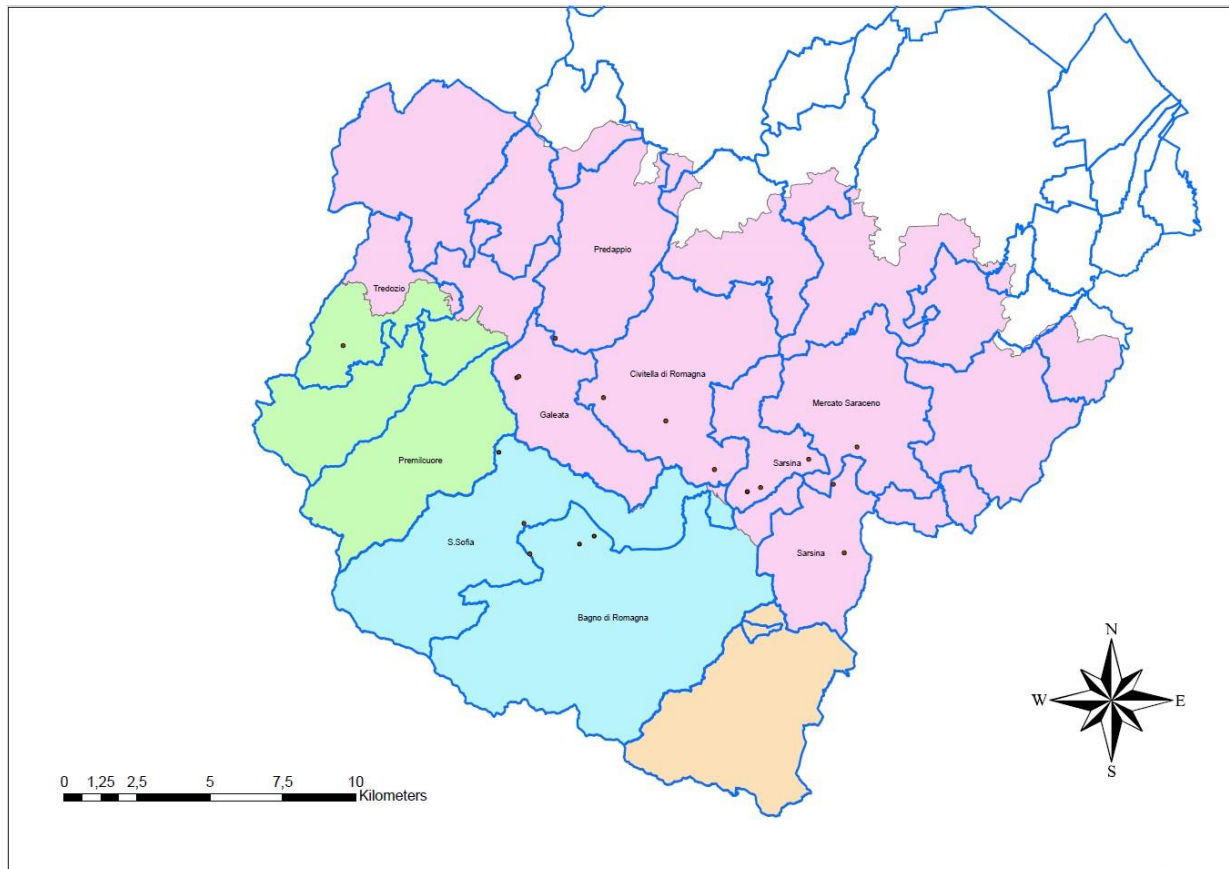 Predappio
Tredozio
Civitella di Romagna
Mercato Saraceno
Galeata
Premilcuore
Sarsina
S.Sofia
Sarsina
Bagno di Romagna
N
W
E
S
0 1,25 2,5 5 7,5 10
Kilometers